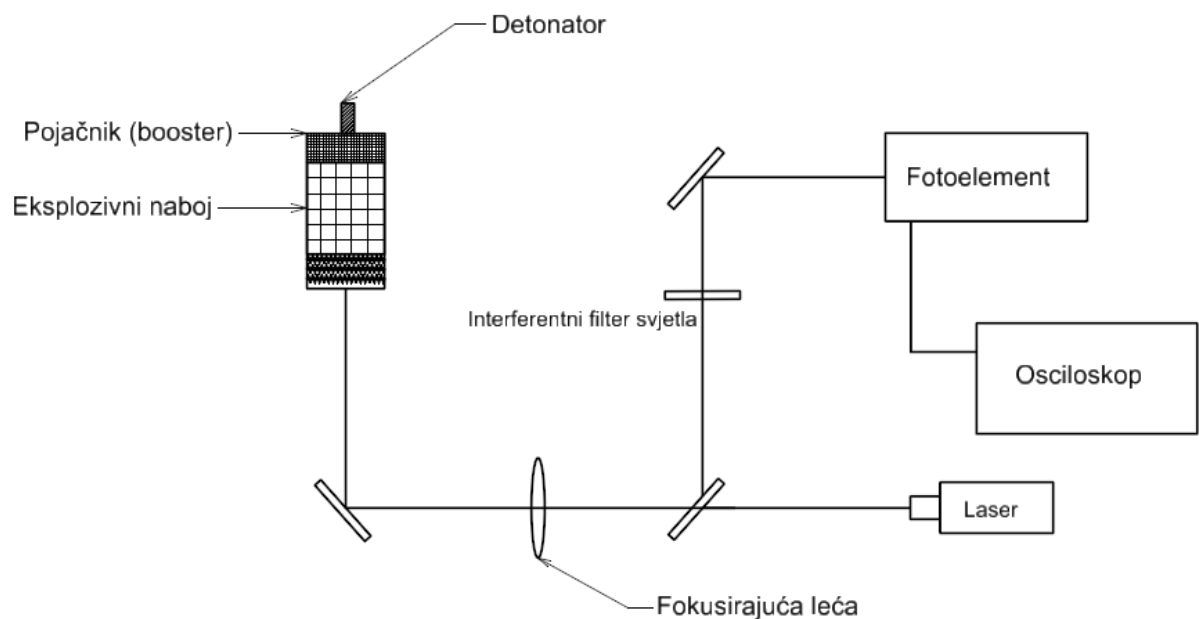 Detonator
Pojačnik (booster)
Eksplozivni naboj
Fotoelement
Interferentni filter svjetla
Osciloskop
Laser
Fokusirajuća leća